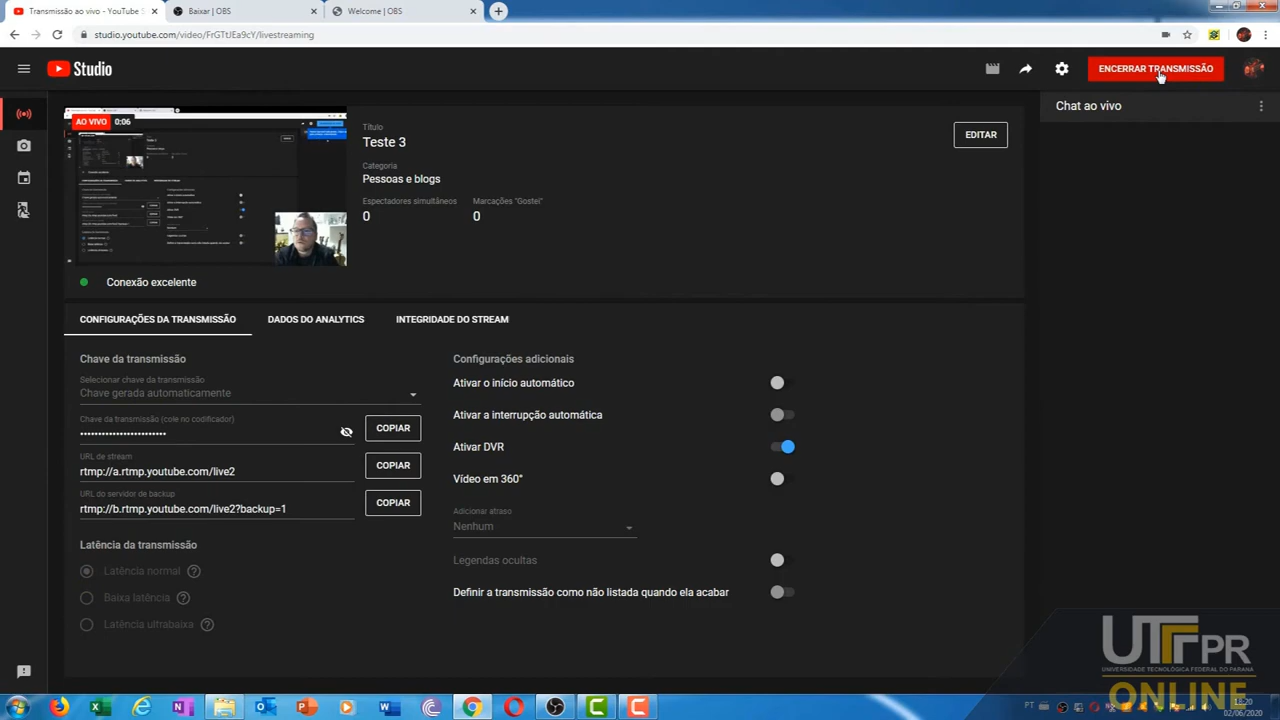 Transmissão ao vivo - YouTube S
Baixar | OBS
Welcome | OBS
studio.youtube.com/video/FrGTtJEa9cY/livestreaming
Studio
ENCERRAR TRANSMISSÃO
AO VIVO 0:06
Título
Teste 3
EDITAR
Chat ao vivo
Categoria
Pessoas e blogs
Espectadores simultâneos
Marcações "Gostei"
0
0
Conexão excelente
CONFIGURAÇÕES DA TRANSMISSÃO
DADOS DO ANALYTICS
INTEGRIDADE DO STREAM
Chave da transmissão
Selecionar chave da transmissão
Chave gerada automaticamente
Chave da transmissão (cole no codificador)
COPIAR
URL de stream
rtmp://a.rtmp.youtube.com/live2
COPIAR
URL do servidor de backup
rtmp://b.rtmp.youtube.com/live2?backup=1
COPIAR
Latência da transmissão
Latência normal
Baixa latência
Latência ultrabaixa
Configurações adicionais
Ativar o início automático
Ativar a interrupção automática
Ativar DVR
Vídeo em 360°
Adicionar atraso
Nenhum
Legendas ocultas
Definir a transmissão como não listada quando ela acabar
UTFPR
UNIVERSIDADE TECNOLÓGICA FEDERAL DO PARANÁ
ONLINE
PT
02/06/2020